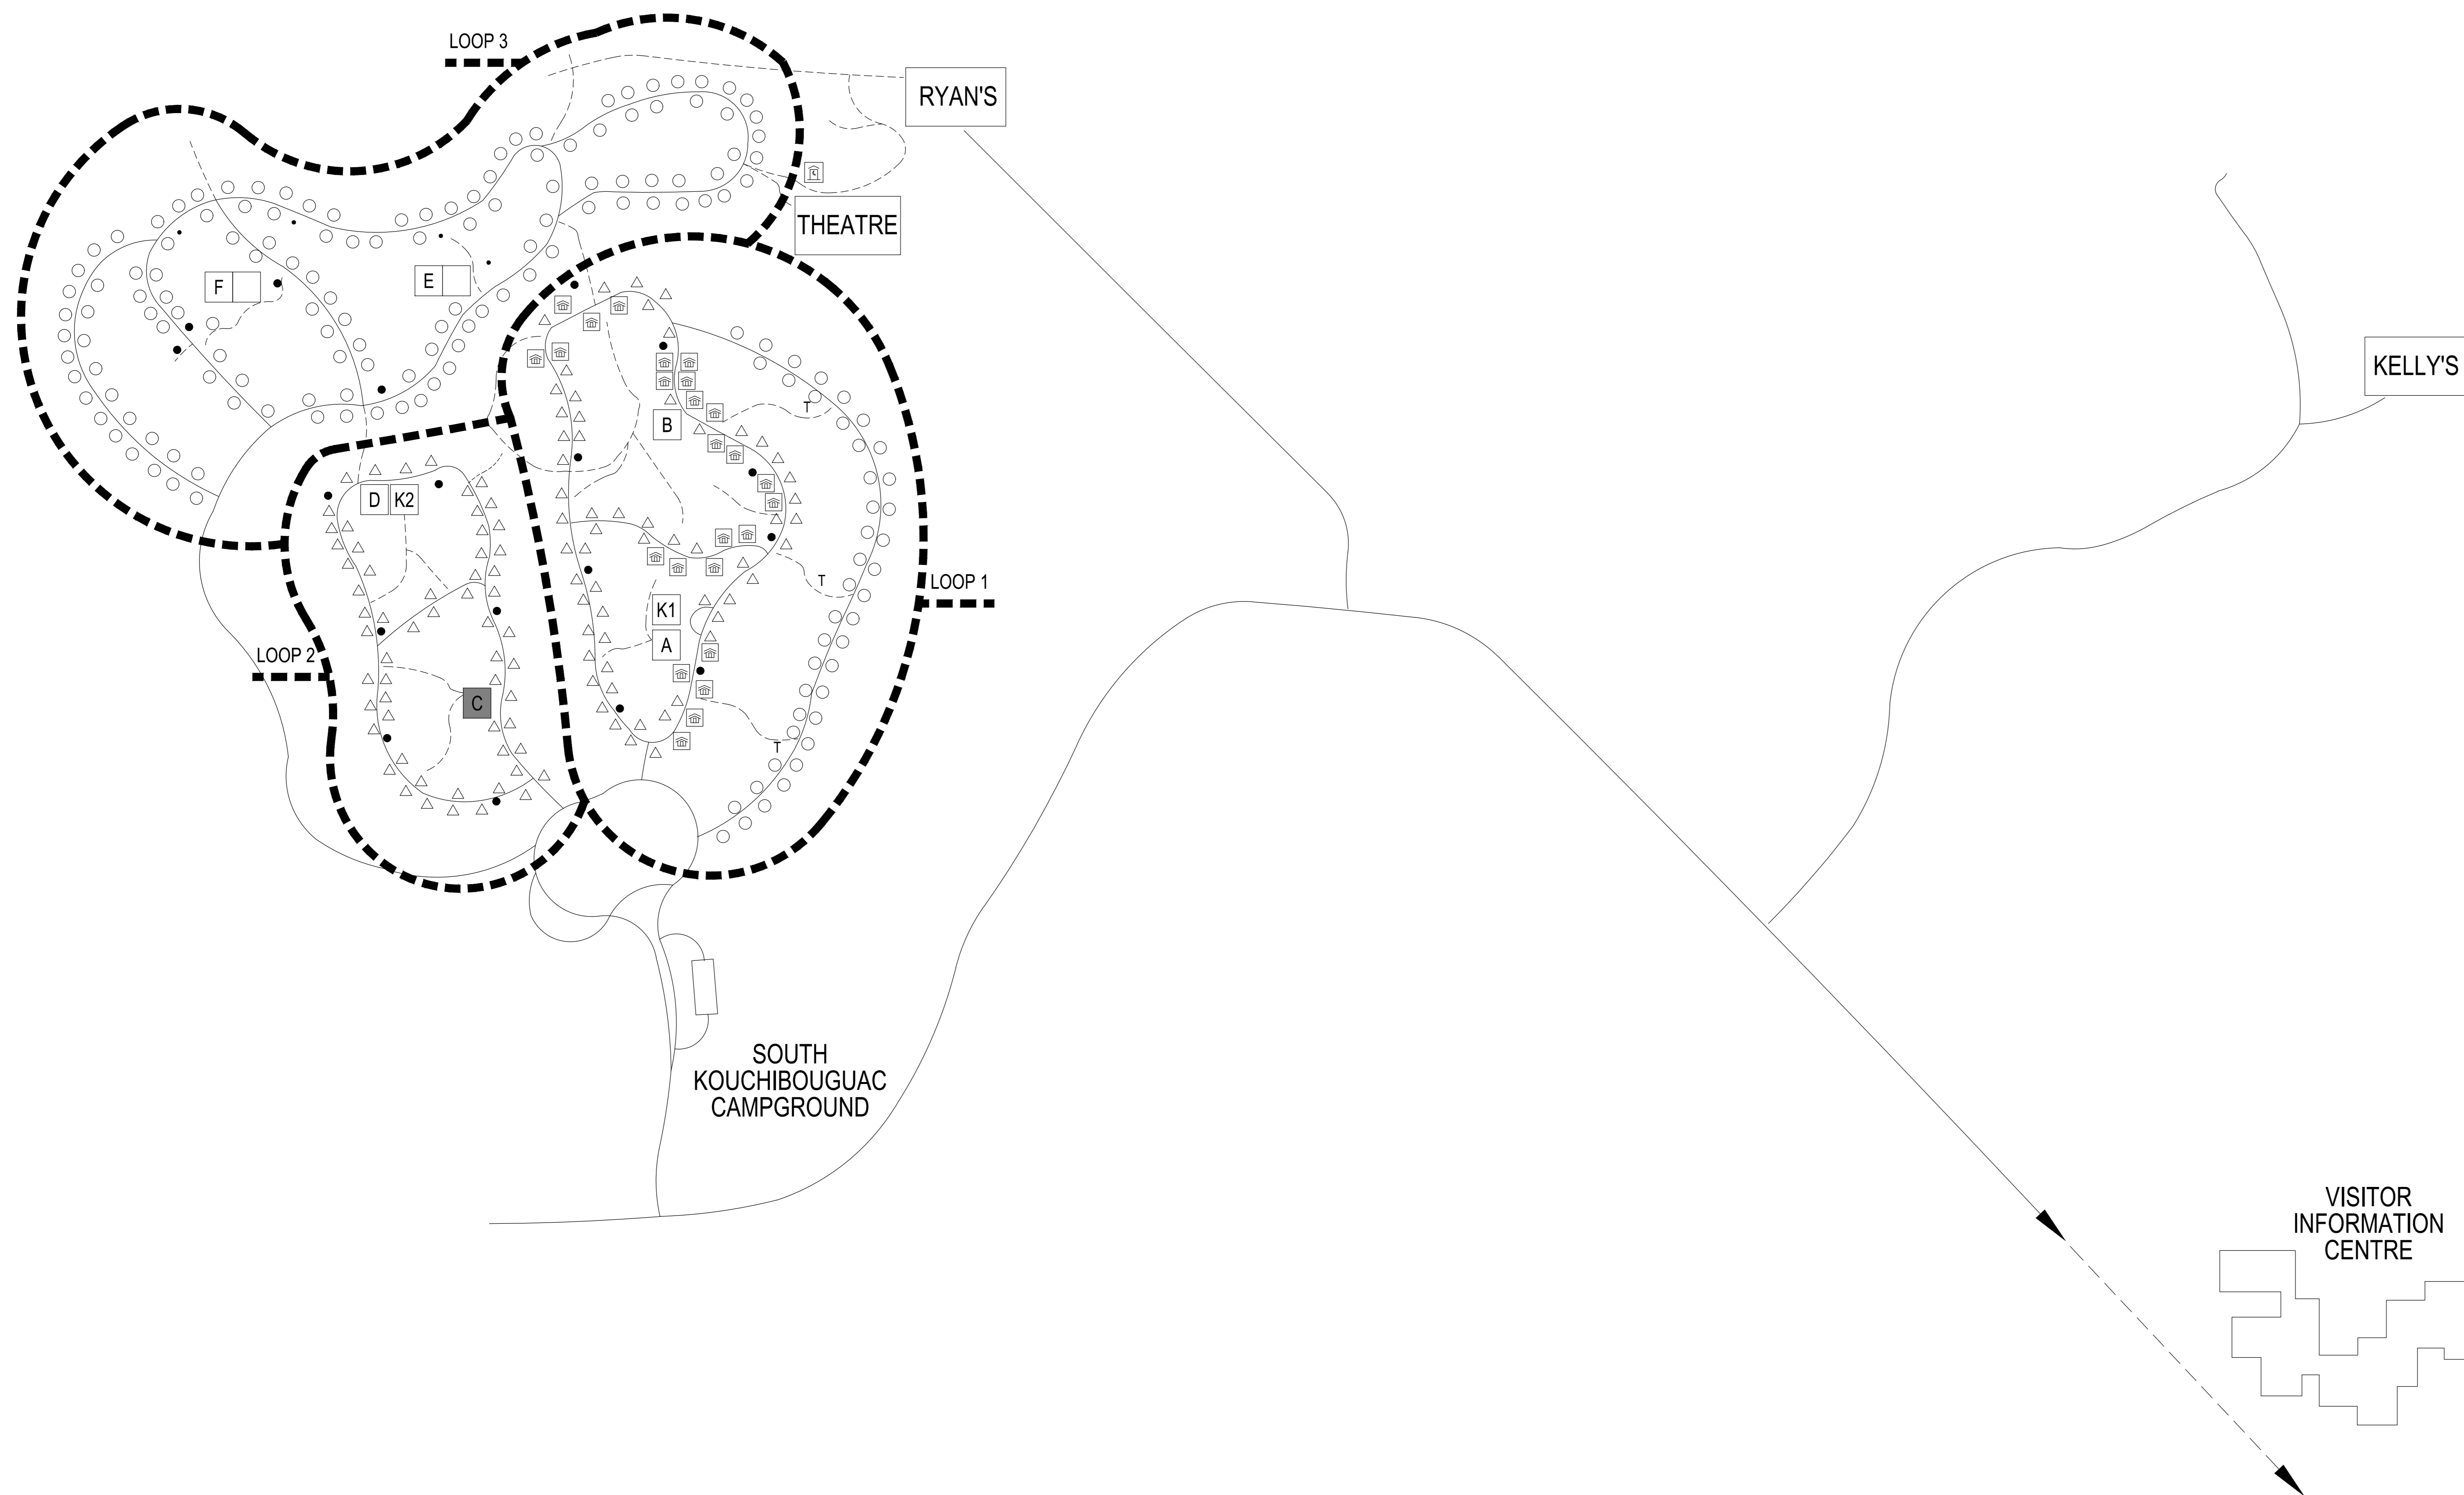 LOOP 3
RYAN'S
THEATRE
F
E
KELLY'S
B
D
K2
T
T
LOOP 1
K1
A
LOOP 2
C
T
SOUTH
KOUCHIBOUGUAC
CAMPGROUND
VISITOR
INFORMATION
CENTRE